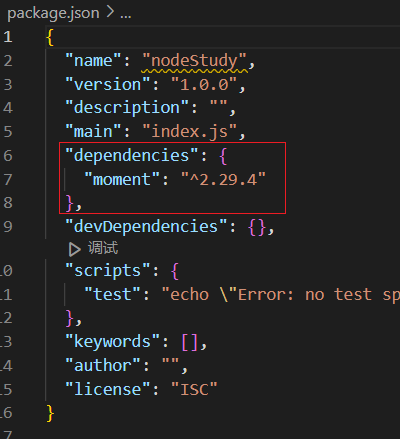 package.json > ...
1 {
2 "name": "nodeStudy",
3 "version": "1.0.0",
4 "description": "",
5 "main": "index.js",
6 "dependencies": {
7 "moment": "^2.29.4"
8 },
9 "devDependencies": {},
调试
10 "scripts": {
11 "test": "echo \"Error: no test sp
12 },
13 "keywords": [],
14 "author": "",
15 "license": "ISC"
16 }